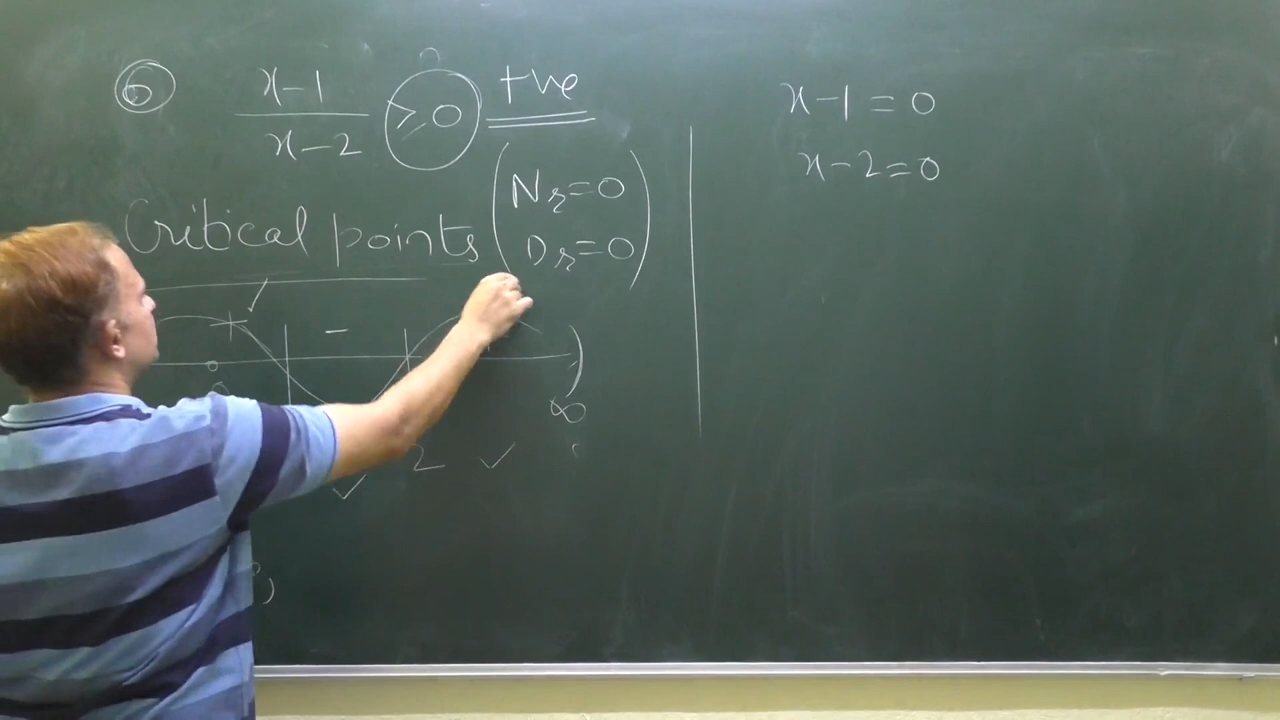 ⑥ x-1 / x-2 ≥ 0 +ve
Critical points (Nr=0
Dr=0)
+ -
∞
2
x-1=0
x-2=0